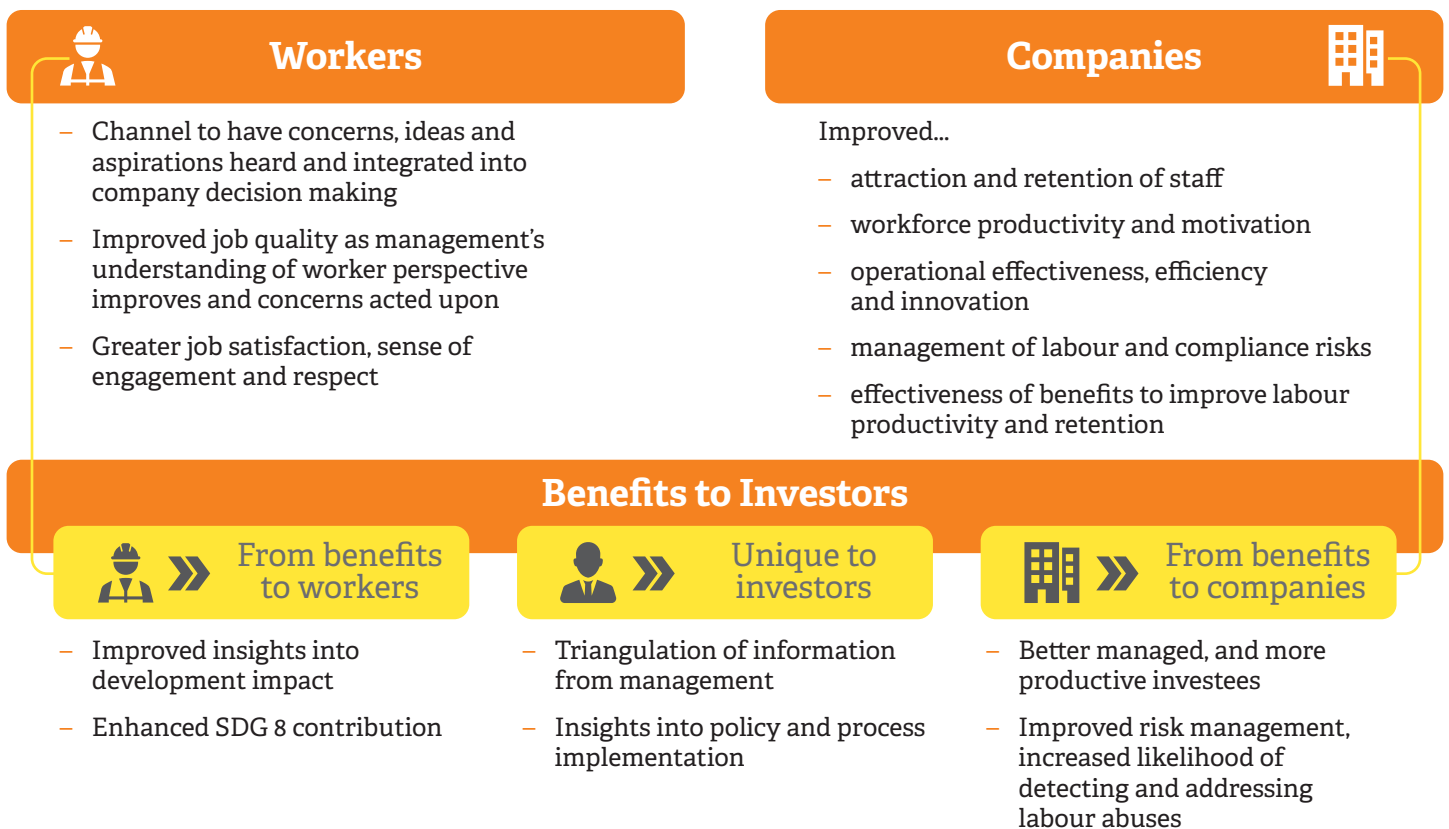 Workers
– Channel to have concerns, ideas and
aspirations heard and integrated into
company decision making
– Improved job quality as management’s
understanding of worker perspective
improves and concerns acted upon
– Greater job satisfaction, sense of
engagement and respect
Companies
Improved...
– attraction and retention of staff
– workforce productivity and motivation
– operational effectiveness, efficiency
and innovation
– management of labour and compliance risks
– effectiveness of benefits to improve labour
productivity and retention
Benefits to Investors
From benefits
to workers
– Improved insights into
development impact
– Enhanced SDG 8 contribution
Unique to
investors
– Triangulation of information
from management
– Insights into policy and process
implementation
From benefits
to companies
– Better managed, and more
productive investees
– Improved risk management,
increased likelihood of
detecting and addressing
labour abuses